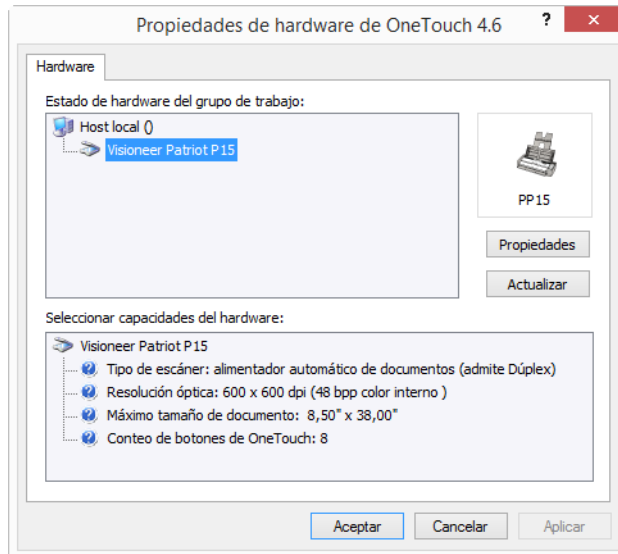 Propiedades de hardware de OneTouch 4.6
?
×
Hardware
Estado de hardware del grupo de trabajo:
Host local ()
Visioneer Patriot P15
PP15
Propiedades
Actualizar
Seleccionar capacidades del hardware:
Visioneer Patriot P15
Tipo de escáner: alimentador automático de documentos (admite Dúplex)
Resolución óptica: 600 x 600 dpi (48 bpp color interno )
Máximo tamaño de documento: 8,50" x 38,00"
Conteo de botones de OneTouch: 8
Aceptar
Cancelar
Aplicar